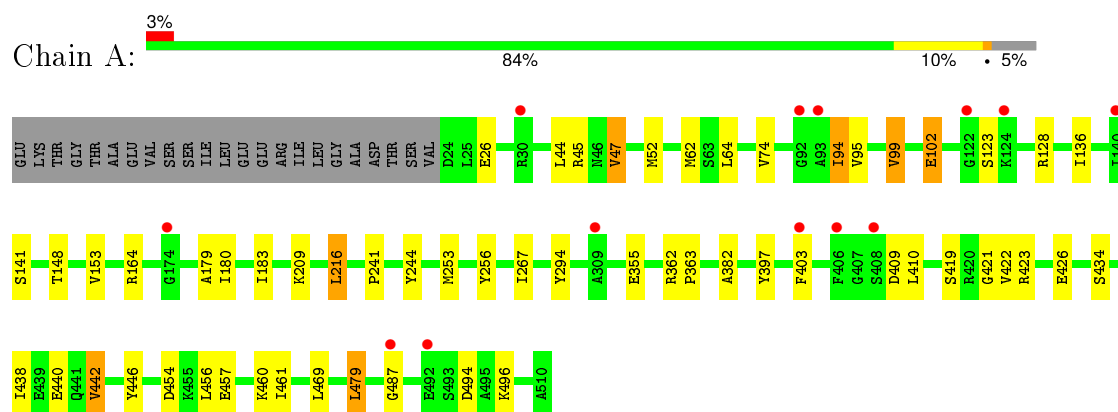 3%
Chain A:
84% 10% • 5%
GLU LYS THR GLY THR ALA GLU VAL SER SER ILE LEU GLU GLU ARG ILE LEU GLY ALA ASP THR SER VAL D24 L25 E26 R30 L44 R45 N46 V47 M52 M62 S63 L64 V74 G92 A93 I94 V95 V99 E102 G122 S123 K124 R128 I136 I140
S141 T148 V153 R164 G174 A179 I180 I183 K209 L216 P241 Y244 M253 Y256 I267 Y294 A309 E355 R362 P363 A382 Y397 F403 F406 G407 S408 D409 L410 S419 R420 G421 V422 R423 E426 S434
I438 E439 E440 Q441 V442 Y446 D454 K455 L456 E457 K460 I461 L469 L479 G487 E492 S493 D494 A495 K496 A510